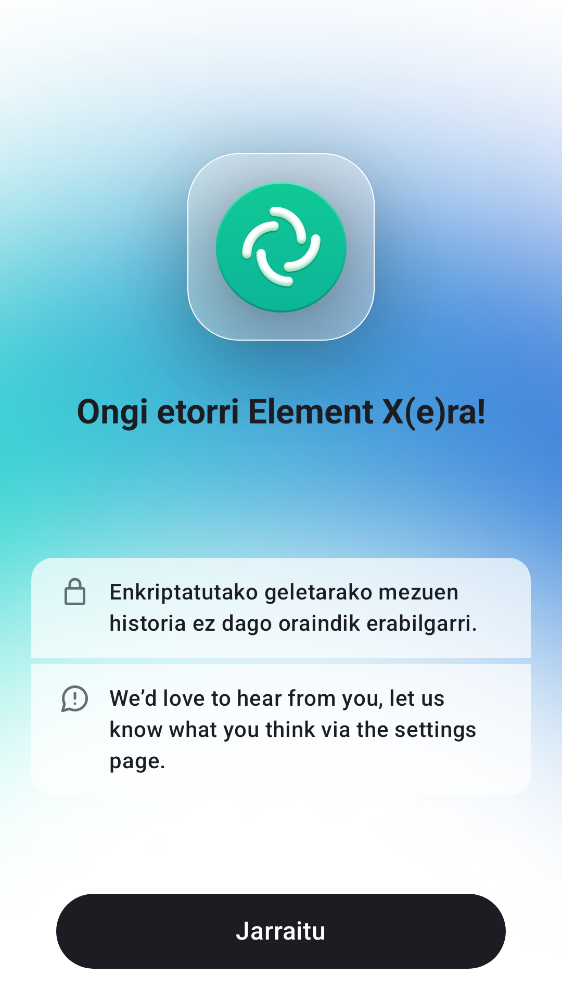 Ongi etorri Element X(e)ra!
Enkriptatutako geletarako mezuen
historia ez dago oraindik erabilgarri.
We’d love to hear from you, let us
know what you think via the settings
page.
Jarraitu